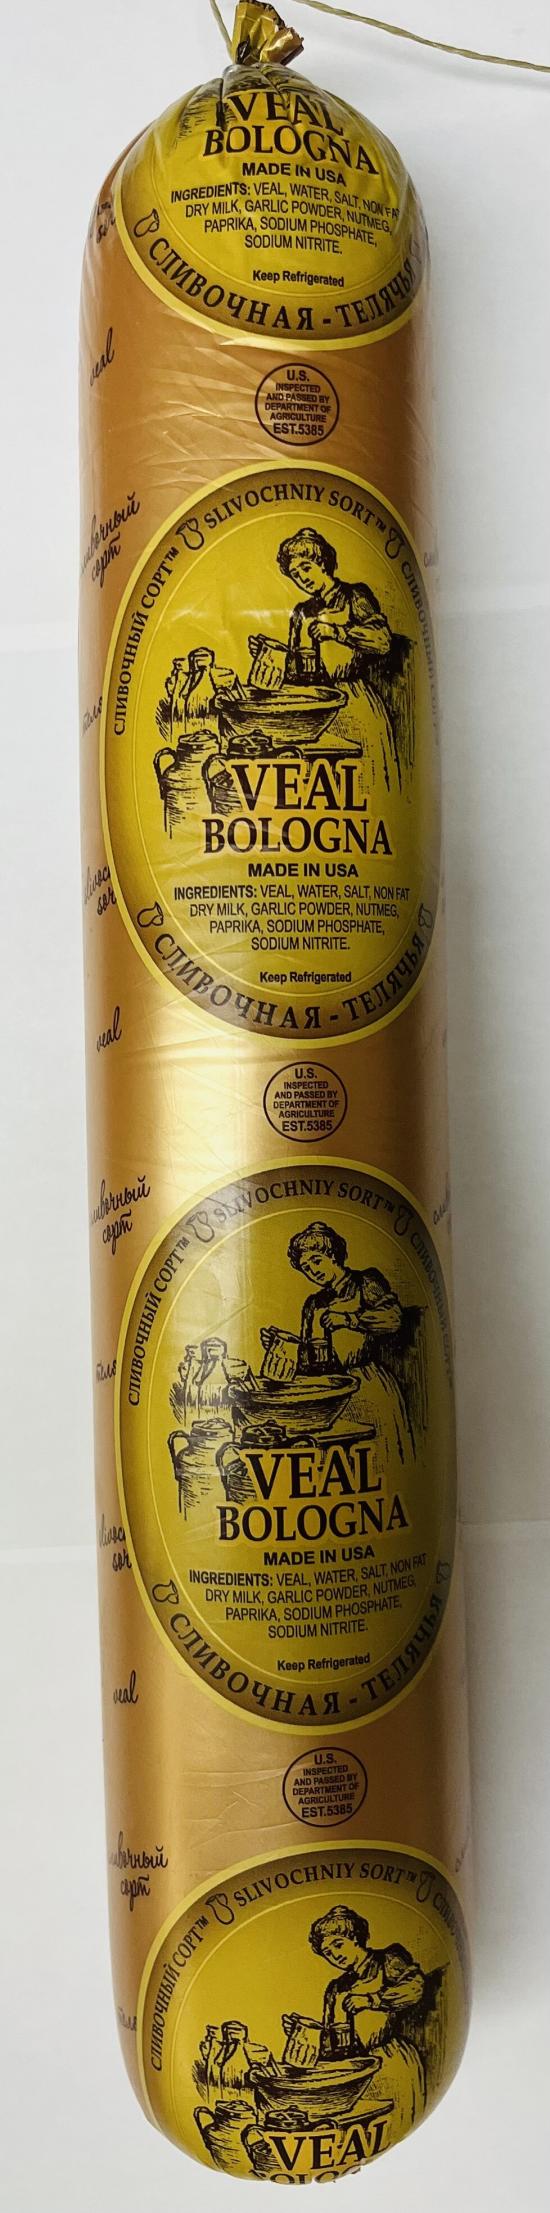 VEAL
BOLOGNA
MADE IN USA
INGREDIENTS: VEAL, WATER, SALT, NON FAT
DRY MILK, GARLIC POWDER, NUTMEG,
PAPRIKA, SODIUM PHOSPHATE,
SODIUM NITRITE.
Keep Refrigerated
СЛИВОЧНАЯ - ТЕЛЯЧЬЯ
veal
U.S.
INSPECTED
AND PASSED BY
DEPARTMENT OF
AGRICULTURE
EST.5385
SLIVOCHNIY SORT™
СЛИВОЧНЫЙ СОРТ™
сорт
VEAL
BOLOGNA
MADE IN USA
INGREDIENTS: VEAL, WATER, SALT, NON FAT
DRY MILK, GARLIC POWDER, NUTMEG,
PAPRIKA, SODIUM PHOSPHATE,
SODIUM NITRITE.
Keep Refrigerated
СЛИВОЧНАЯ - ТЕЛЯЧЬЯ
veal
U.S.
INSPECTED
AND PASSED BY
DEPARTMENT OF
AGRICULTURE
EST.5385
сорт
SLIVOCHNIY SORT™
СЛИВОЧНЫЙ СОРТ™
VEAL
BOLOGNA
MADE IN USA
INGREDIENTS: VEAL, WATER, SALT, NON FAT
DRY MILK, GARLIC POWDER, NUTMEG,
PAPRIKA, SODIUM PHOSPHATE,
SODIUM NITRITE.
Keep Refrigerated
СЛИВОЧНАЯ - ТЕЛЯЧЬЯ
veal
U.S.
INSPECTED
AND PASSED BY
DEPARTMENT OF
AGRICULTURE
EST.5385
сорт
SLIVOCHNIY SORT™
СЛИВОЧНЫЙ СОРТ™
VEAL